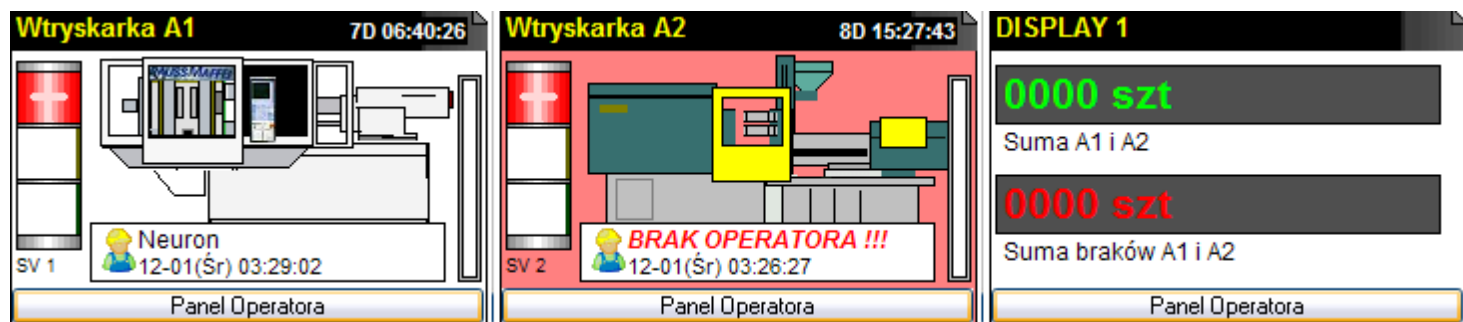 Wtryskarka A1 7D 06:40:26
KRAUSS MAFFEI
SV 1
Neuron
12-01(Śr) 03:29:02
Panel Operatora
Wtryskarka A2 8D 15:27:43
SV 2
BRAK OPERATORA !!!
12-01(Śr) 03:26:27
Panel Operatora
DISPLAY 1
0000 szt
Suma A1 i A2
0000 szt
Suma braków A1 i A2
Panel Operatora